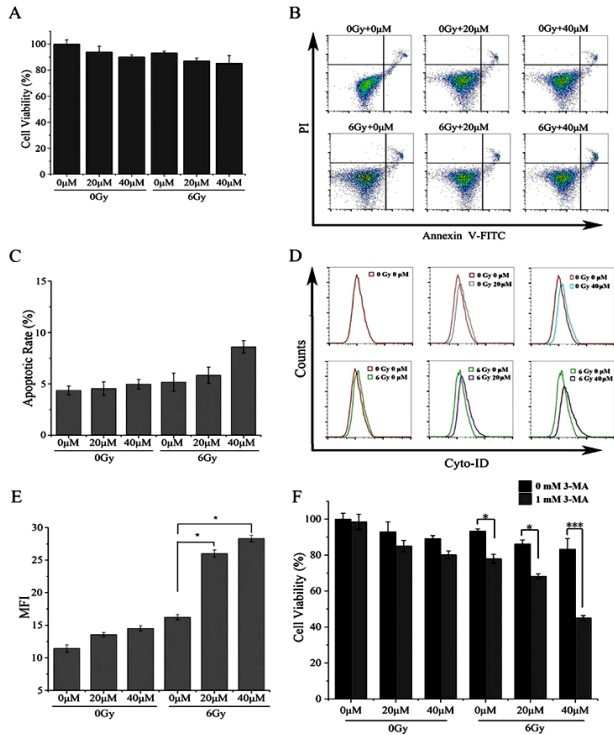 A
Cell Viability (%)
120
100
80
60
40
20
0
0μM 20μM 40μM 0μM 20μM 40μM
0Gy 6Gy
B
0Gy+0μM 0Gy+20μM 0Gy+40μM
6Gy+0μM 6Gy+20μM 6Gy+40μM
PI
Annexin V-FITC
C
Apoptotic Rate (%)
15
10
5
0
0μM 20μM 40μM 0μM 20μM 40μM
0Gy 6Gy
D
0 Gy 0 μM
0 Gy 0 μM
0 Gy 20μM
0 Gy 0 μM
0 Gy 40μM
0 Gy 0 μM
6 Gy 0μM
6 Gy 0μM
6 Gy 20μM
6 Gy 0μM
6 Gy 40μM
Counts
Cyto-ID
E
MFI
30
25
20
15
10
5
* *
0μM 20μM 40μM 0μM 20μM 40μM
0Gy 6Gy
F
0 mM 3-MA
1 mM 3-MA
Cell Viability (%)
100
80
60
40
20
0
* * ***
0μM 20μM 40μM 0μM 20μM 40μM
0Gy 6Gy